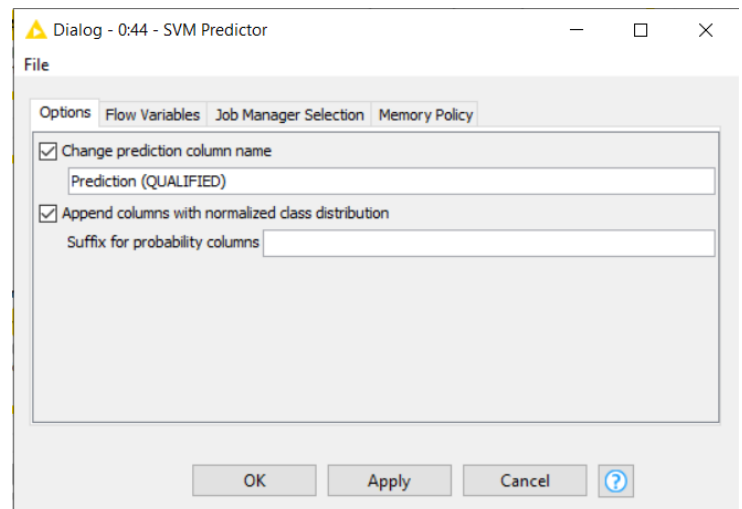 Dialog - 0:44 - SVM Predictor
File
Options Flow Variables Job Manager Selection Memory Policy
Change prediction column name
Prediction (QUALIFIED)
Append columns with normalized class distribution
Suffix for probability columns
OK Apply Cancel ?